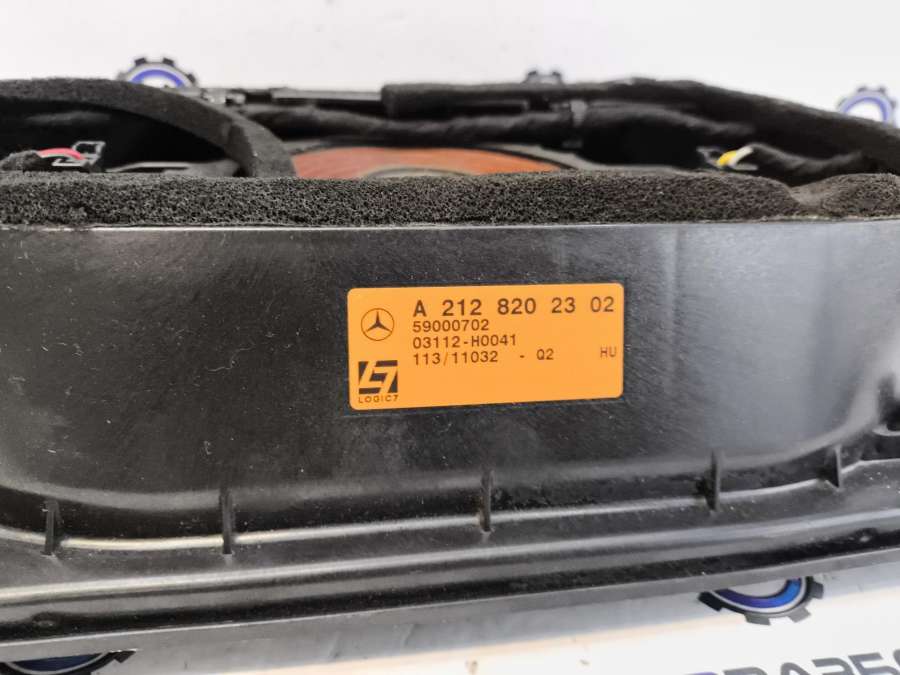 A 212 820 23 02
59000702
03112-H0041
113/11032 - Q2 HU
LOGIC7